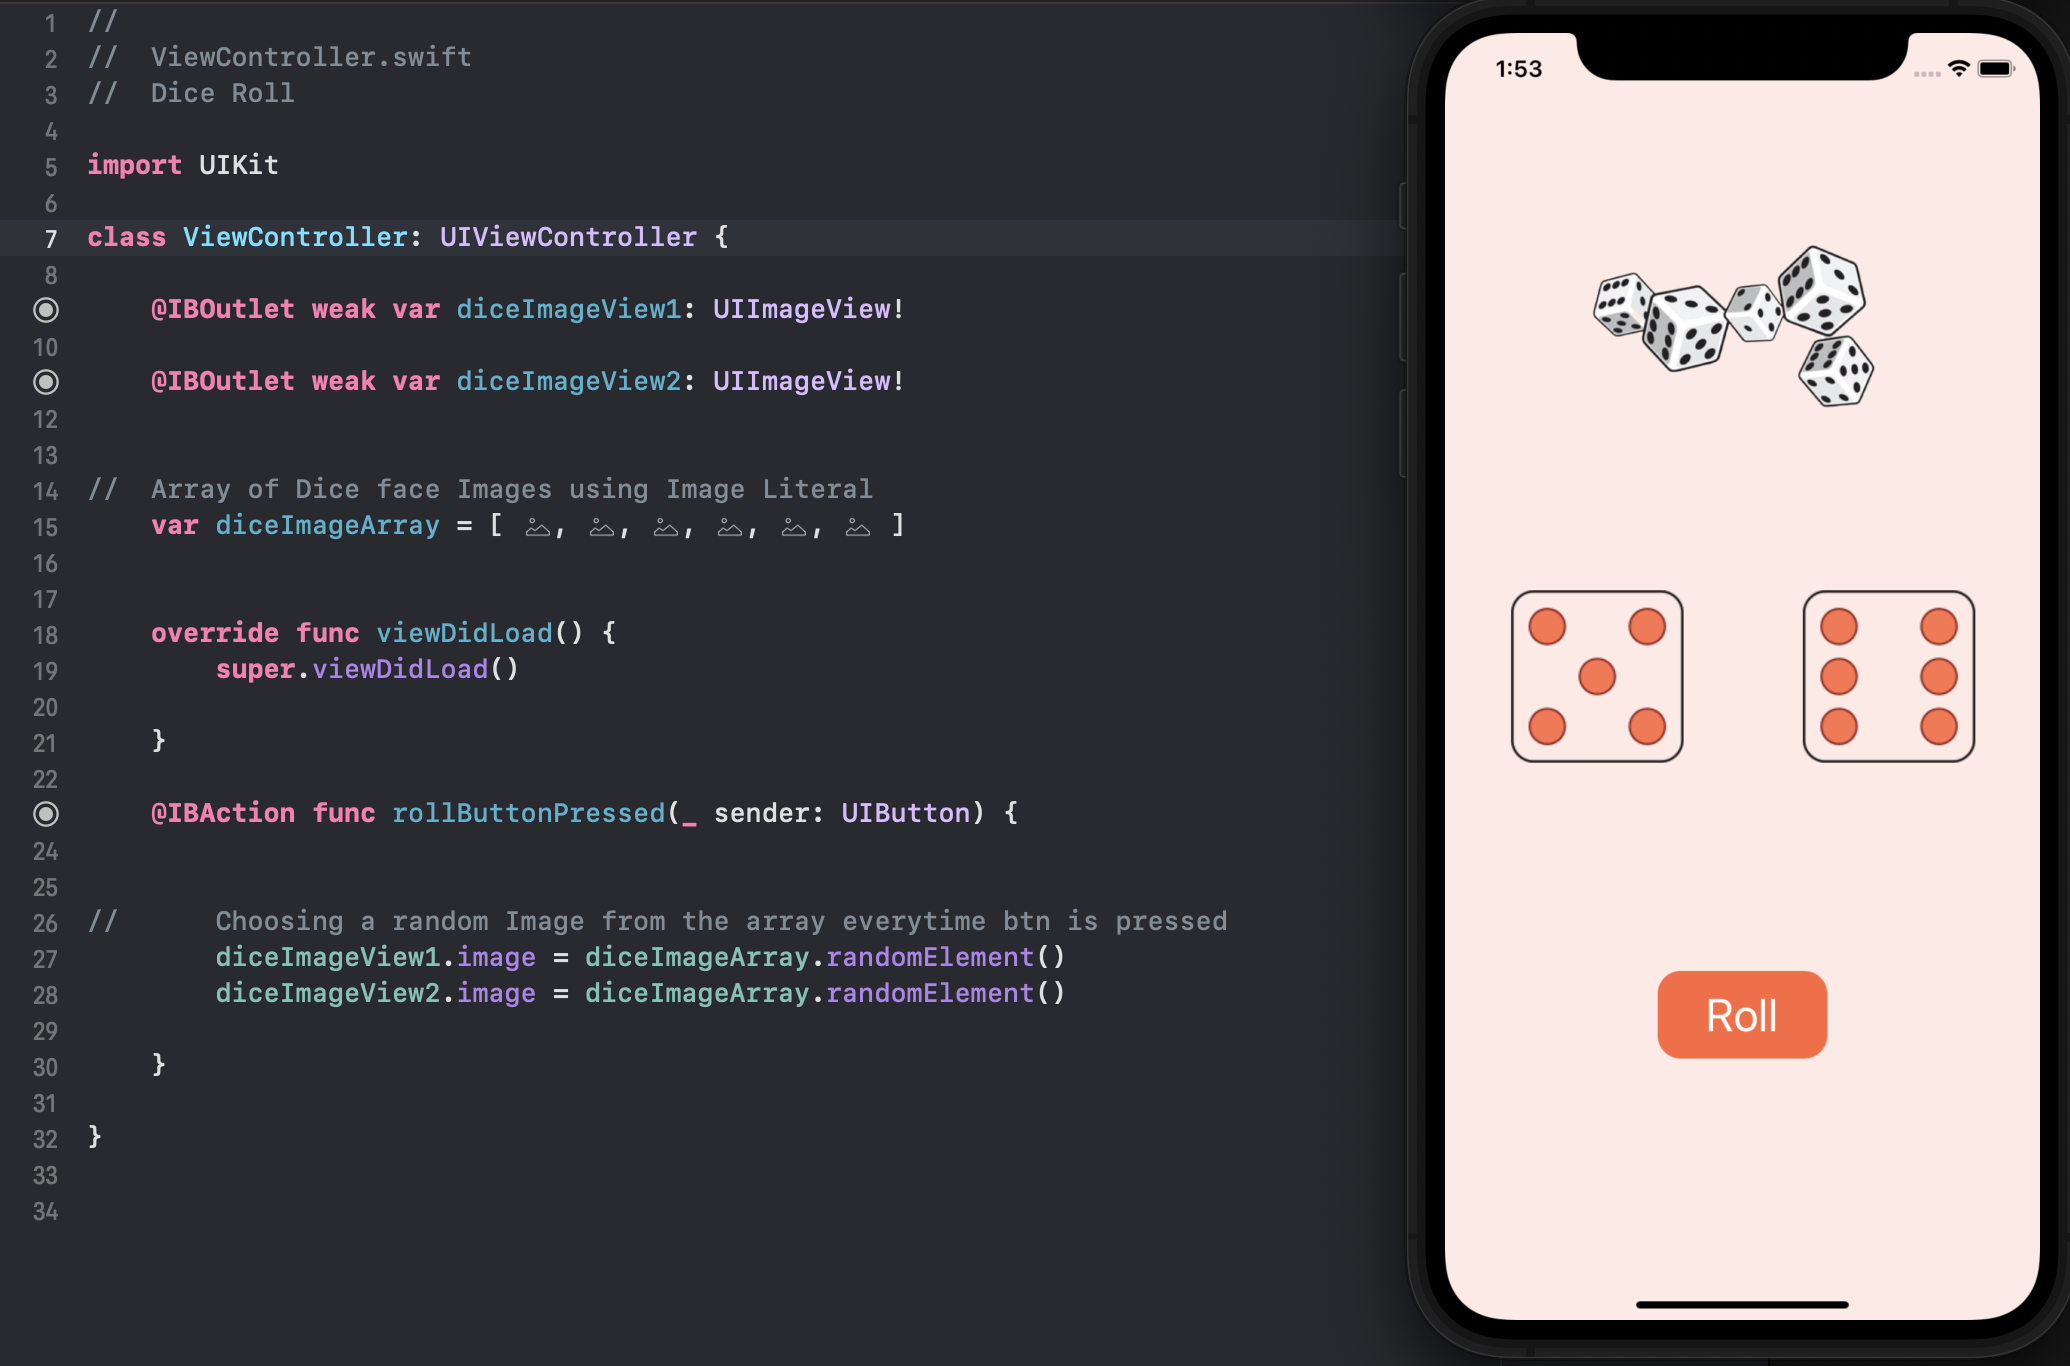 1 //
2 //  ViewController.swift
3 //  Dice Roll
4
5 import UIKit
6
7 class ViewController: UIViewController {
8
@IBOutlet weak var diceImageView1: UIImageView!
10
@IBOutlet weak var diceImageView2: UIImageView!
12
13
14 //  Array of Dice face Images using Image Literal
15 var diceImageArray = [ , , , , , ]
16
17
18 override func viewDidLoad() {
19 super.viewDidLoad()
20
21 }
22
@IBAction func rollButtonPressed(_ sender: UIButton) {
24
25
26 //      Choosing a random Image from the array everytime btn is pressed
27 diceImageView1.image = diceImageArray.randomElement()
28 diceImageView2.image = diceImageArray.randomElement()
29
30 }
31
32 }
33
34
1:53
Roll